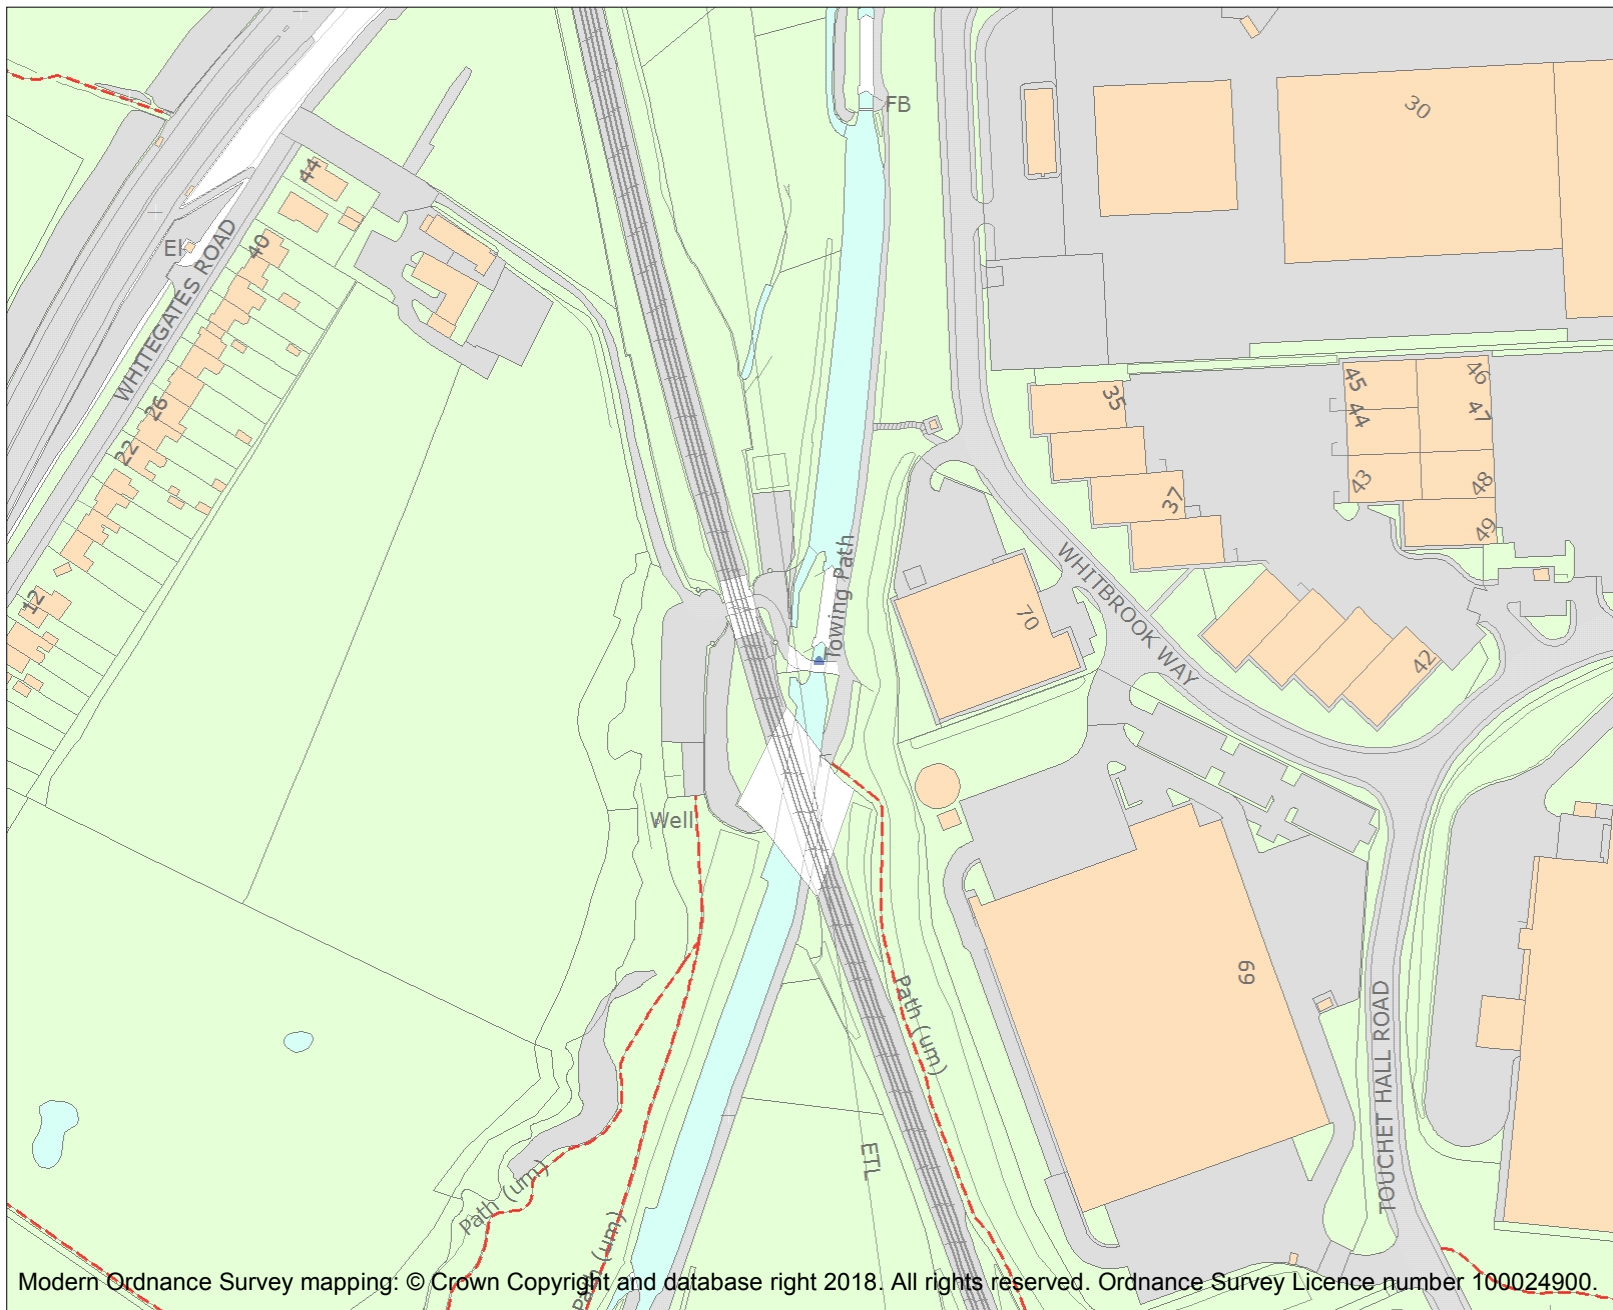 FB
30
44
El
40
WHITEGATES ROAD
26
22
12
35
37
45
44
43
46
47
48
49
42
Towing Path
70
WHITBROOK WAY
Well
69
Path (um)
TOUCHET HALL ROAD
ETL
Path (um)
Path (um)
Modern Ordnance Survey mapping: © Crown Copyright and database right 2018. All rights reserved. Ordnance Survey Licence number 100024900.